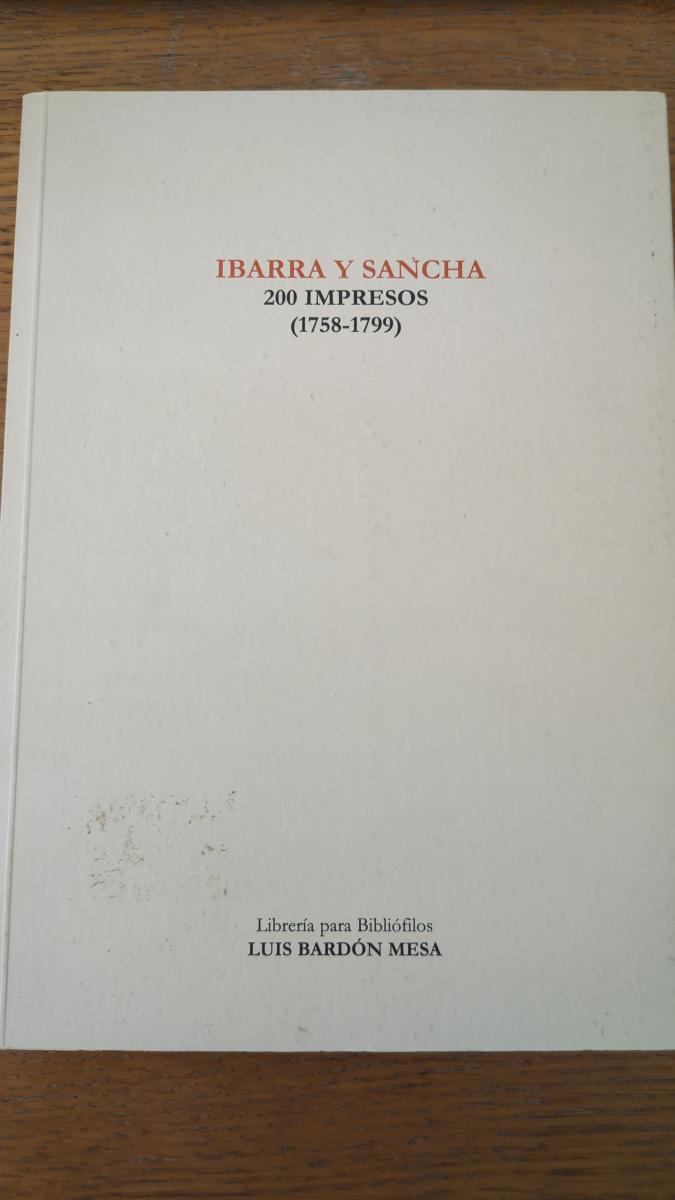 IBARRA Y SANCHA
200 IMPRESOS
(1758-1799)
Librería para Bibliófilos
LUIS BARDÓN MESA